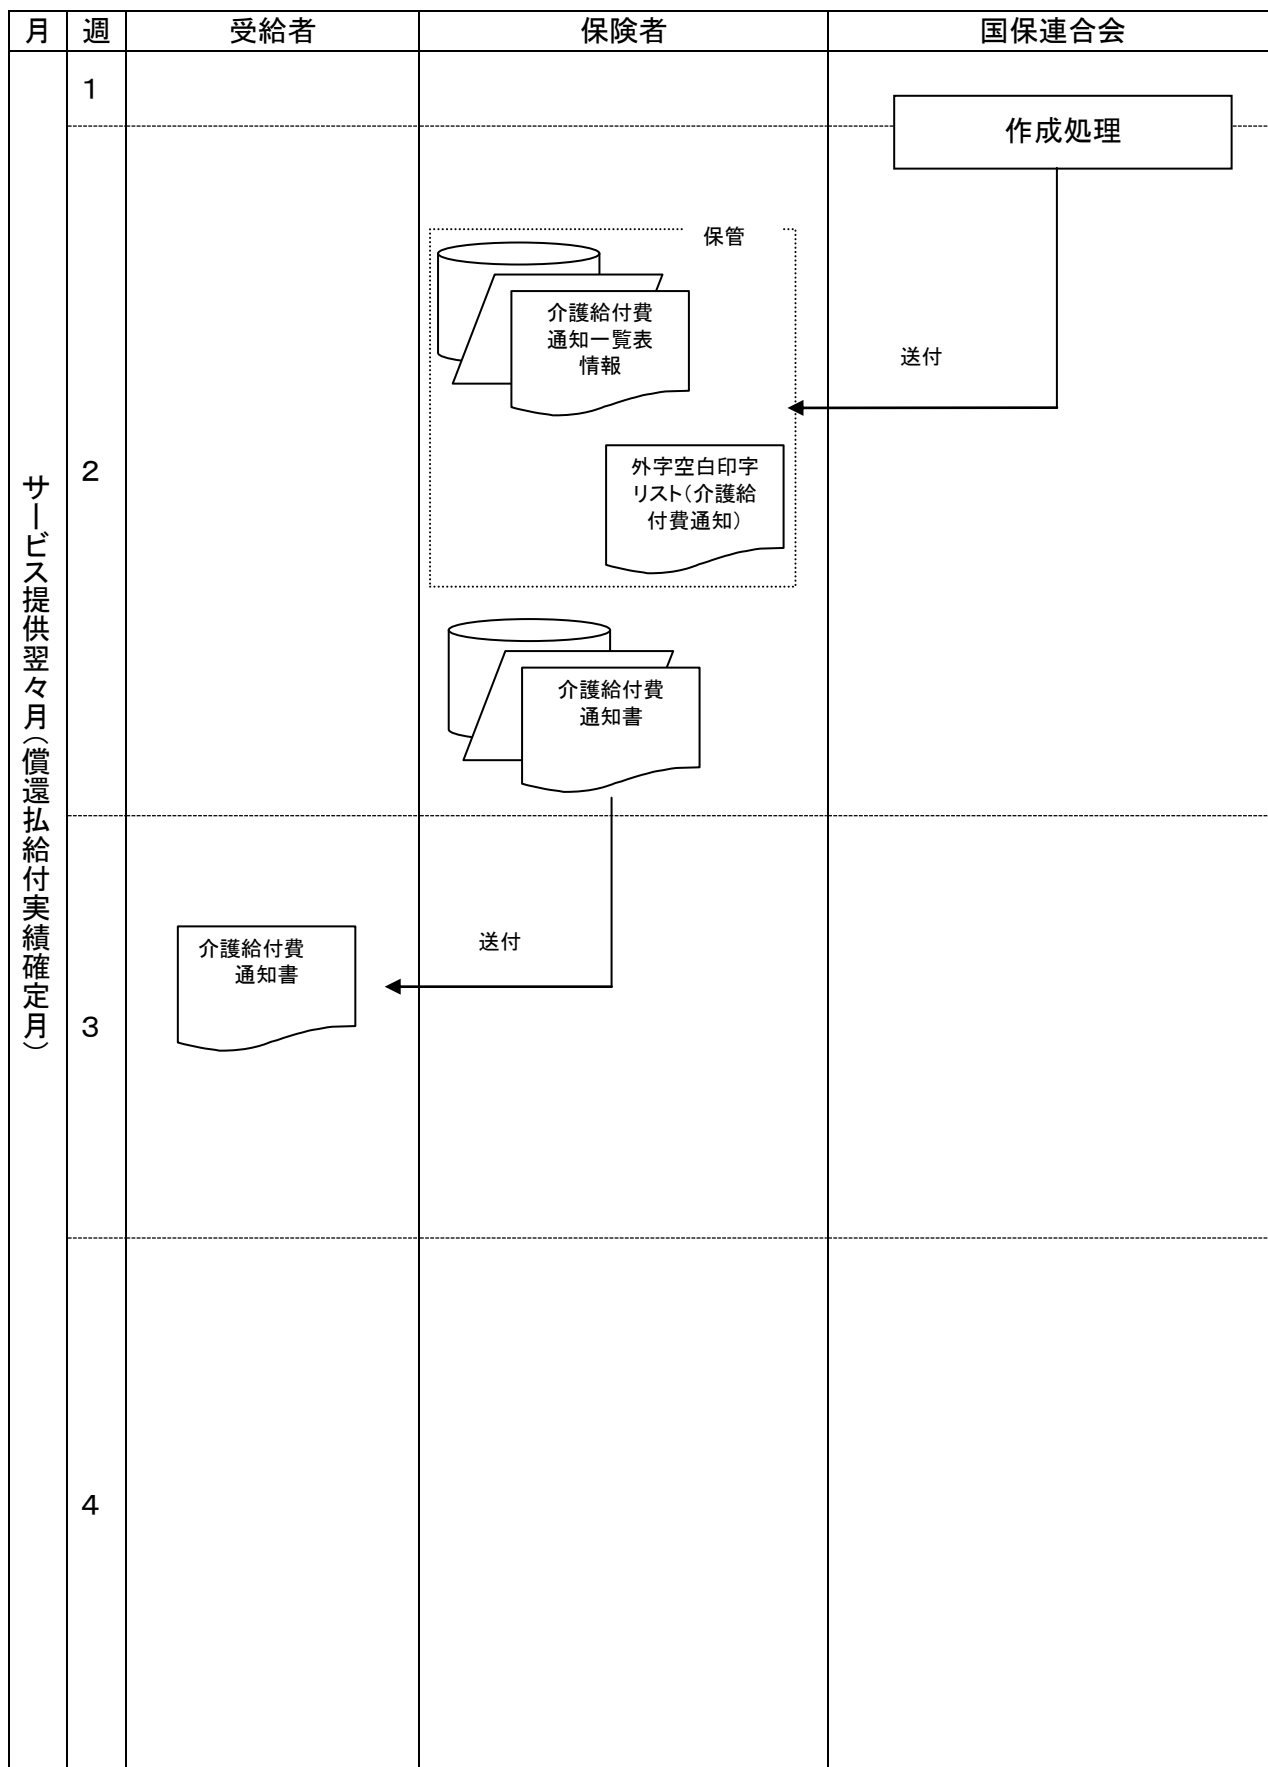 月 週 受給者 保険者 国保連合会
サービス提供翌々月（償還払給付実績確定月）
1
作成処理
2
保管
介護給付費
通知一覧表
情報
送付
外字空白印字
リスト（介護給
付費通知）
介護給付費
通知書
3
送付
介護給付費
通知書
4